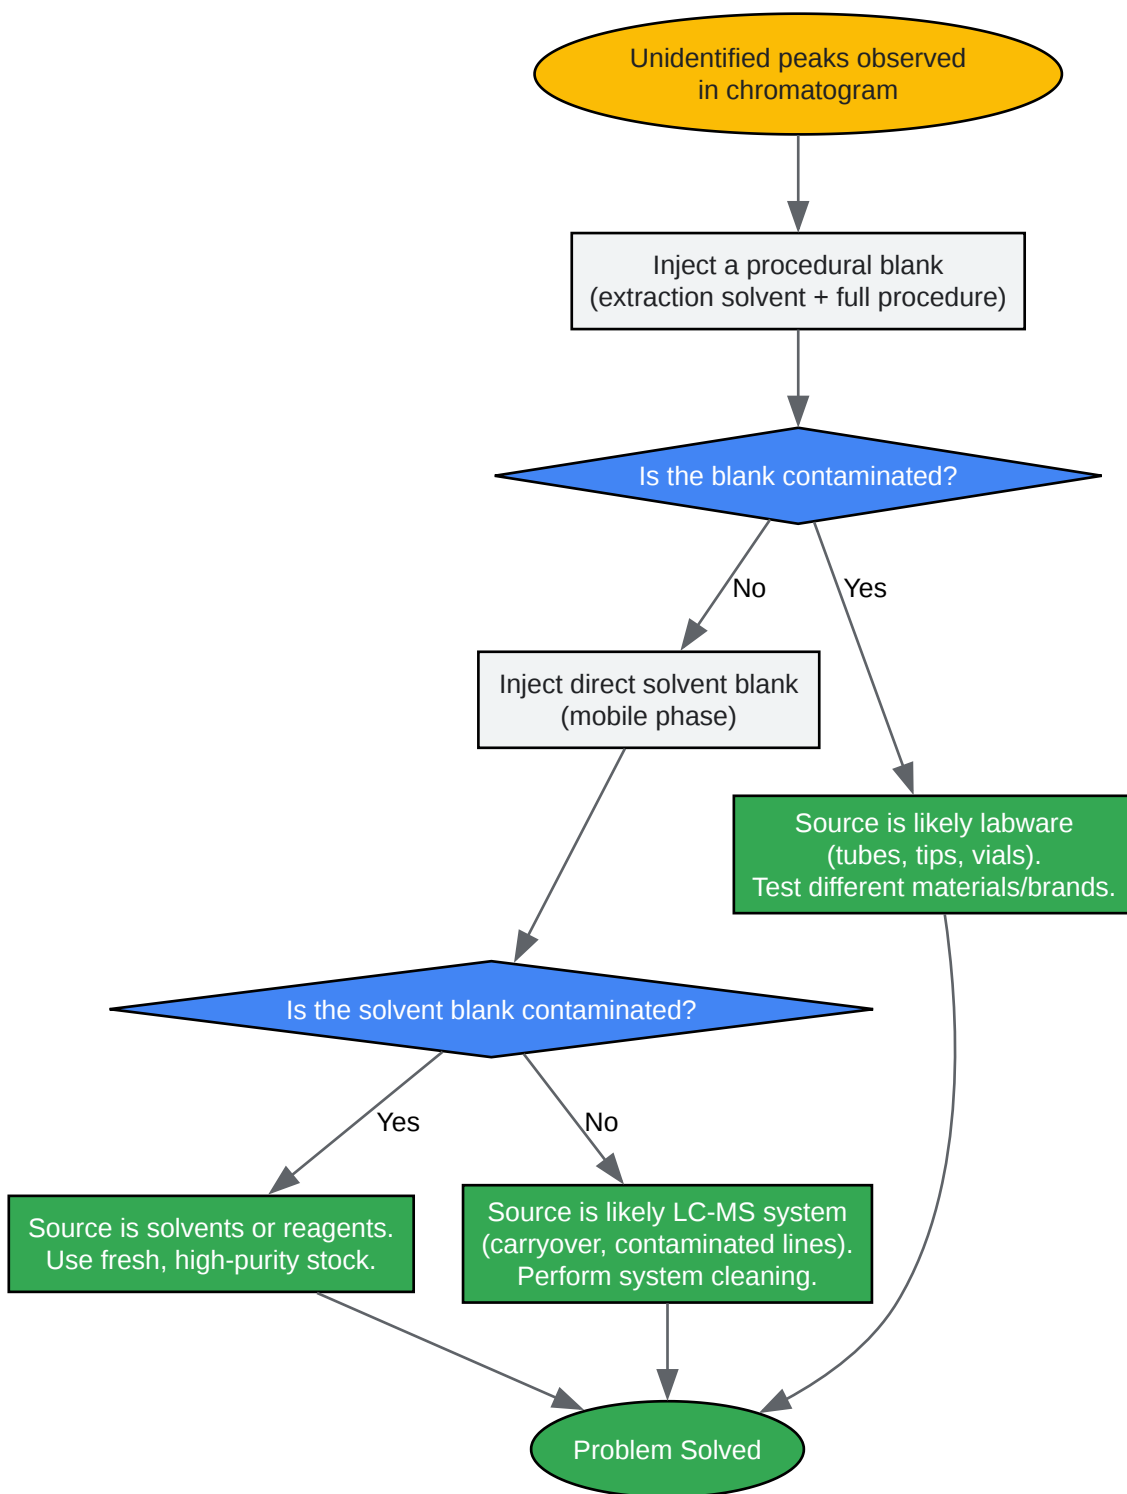 Unidentified peaks observed
in chromatogram
Inject a procedural blank
(extraction solvent + full procedure)
Is the blank contaminated?
No
Yes
Inject direct solvent blank
(mobile phase)
Source is likely labware
(tubes, tips, vials).
Test different materials/brands.
Is the solvent blank contaminated?
Yes
No
Source is solvents or reagents.
Use fresh, high-purity stock.
Source is likely LC-MS system
(carryover, contaminated lines).
Perform system cleaning.
Problem Solved